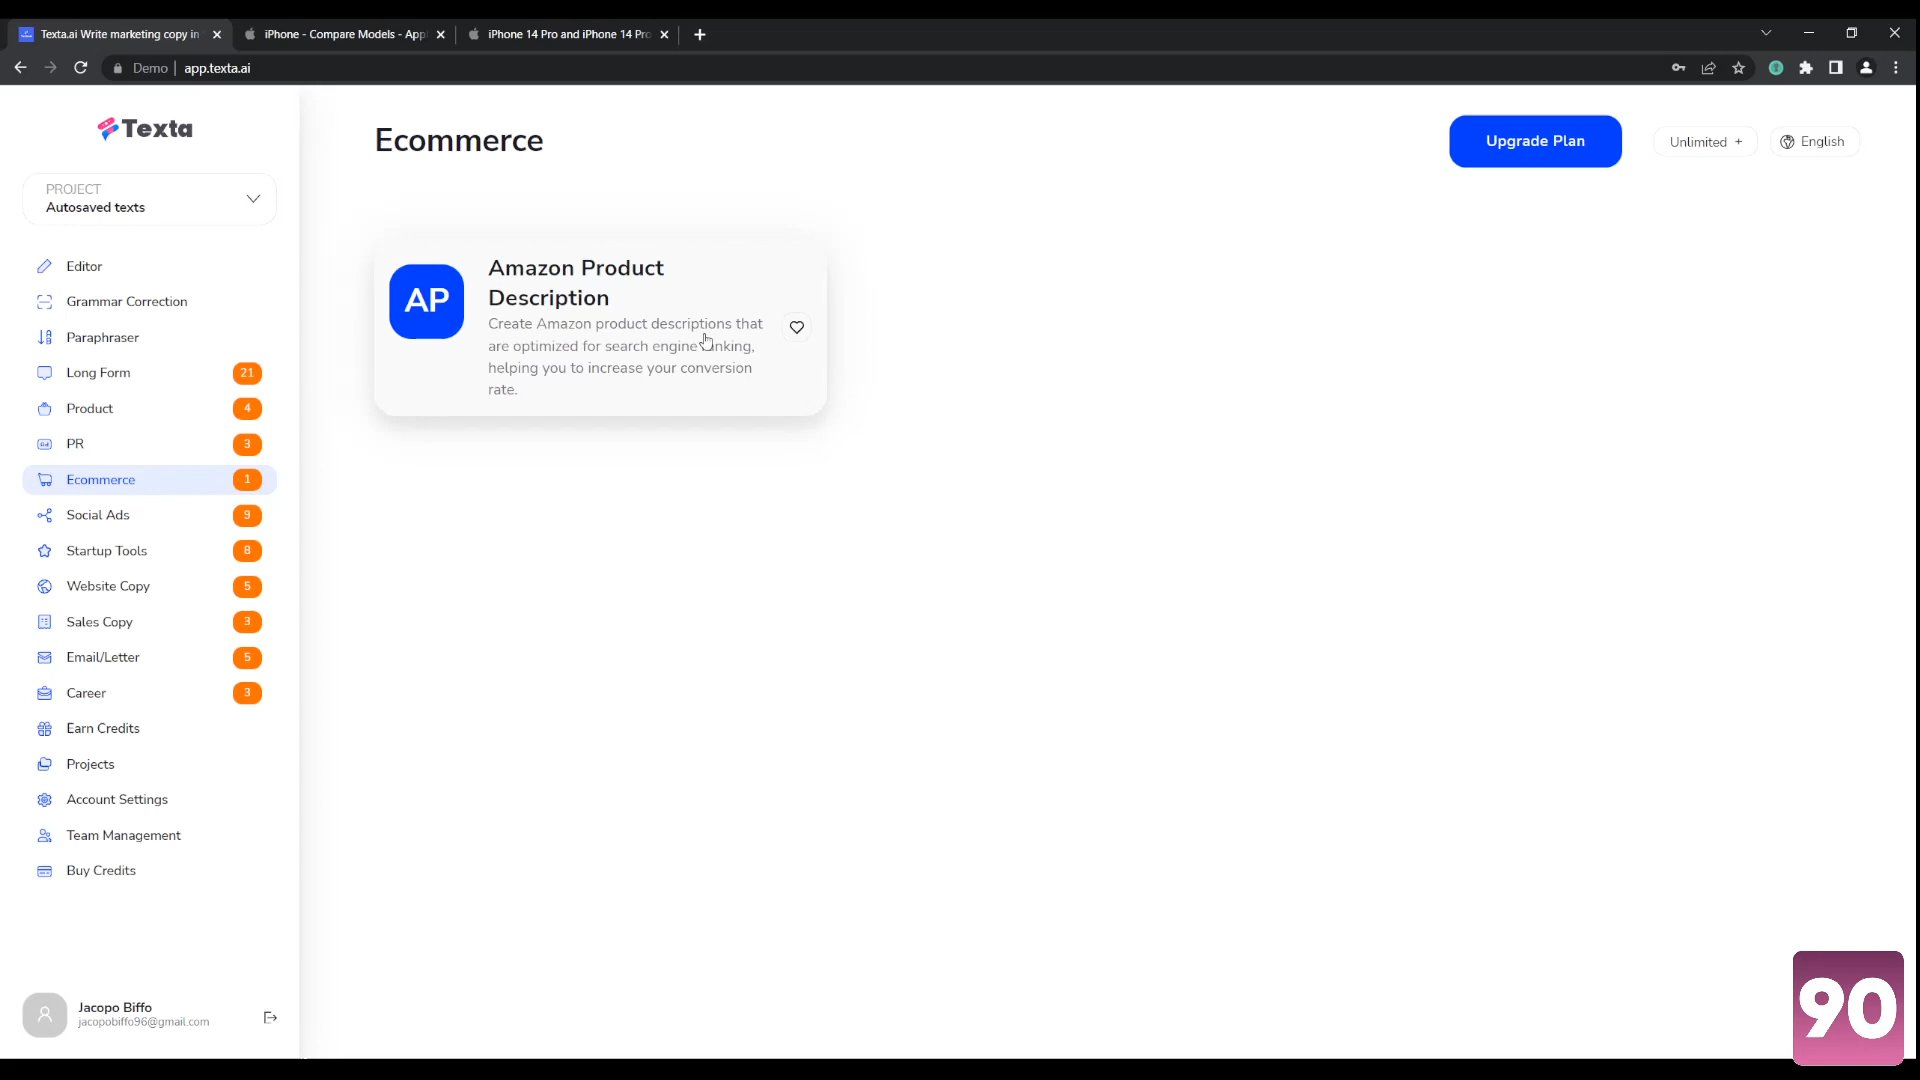 Texta.ai Write marketing copy in
iPhone - Compare Models - Appl
iPhone 14 Pro and iPhone 14 Pro
Demo
app.texta.ai
Texta
PROJECT
Autosaved texts
Editor
Grammar Correction
Paraphraser
Long Form 21
Product 4
PR 3
Ecommerce 1
Social Ads 9
Startup Tools 8
Website Copy 5
Sales Copy 3
Email/Letter 5
Career 3
Earn Credits
Projects
Account Settings
Team Management
Buy Credits
Jacopo Biffo
jacopobiffo96@gmail.com
Ecommerce
Upgrade Plan
Unlimited +
English
AP
Amazon Product
Description
Create Amazon product descriptions that
are optimized for search engine ranking,
helping you to increase your conversion
rate.
90